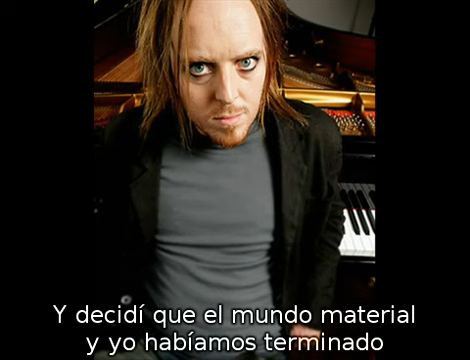 Y decidí que el mundo material
y yo habíamos terminado